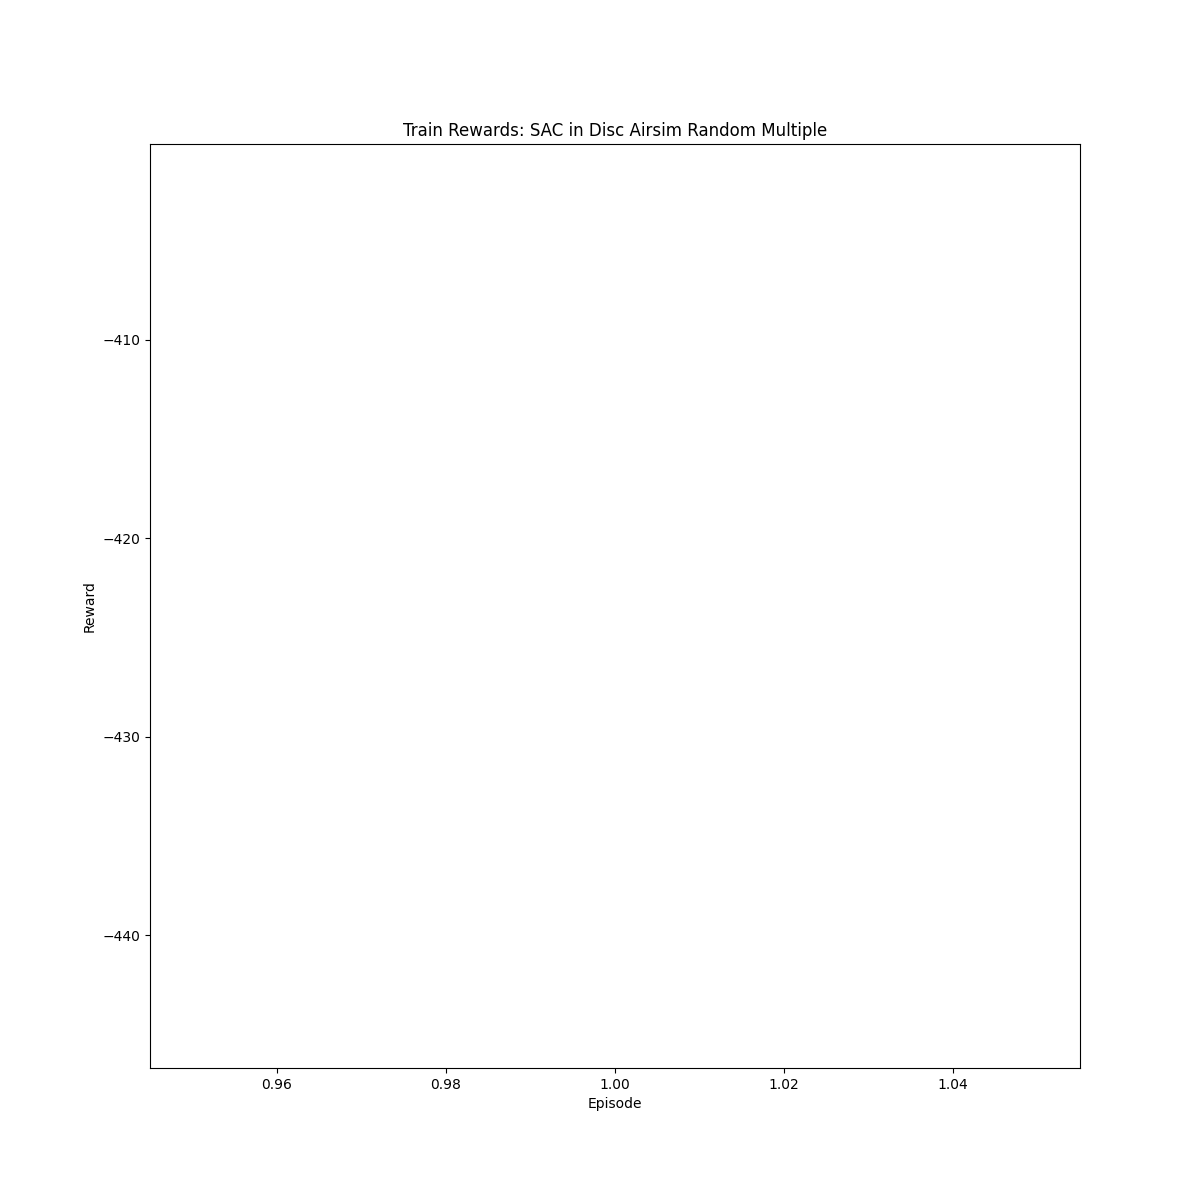 Train Rewards: SAC in Disc Airsim Random Multiple
−410
−420
Reward
−430
−440
0.96 0.98 1.00 1.02 1.04
Episode